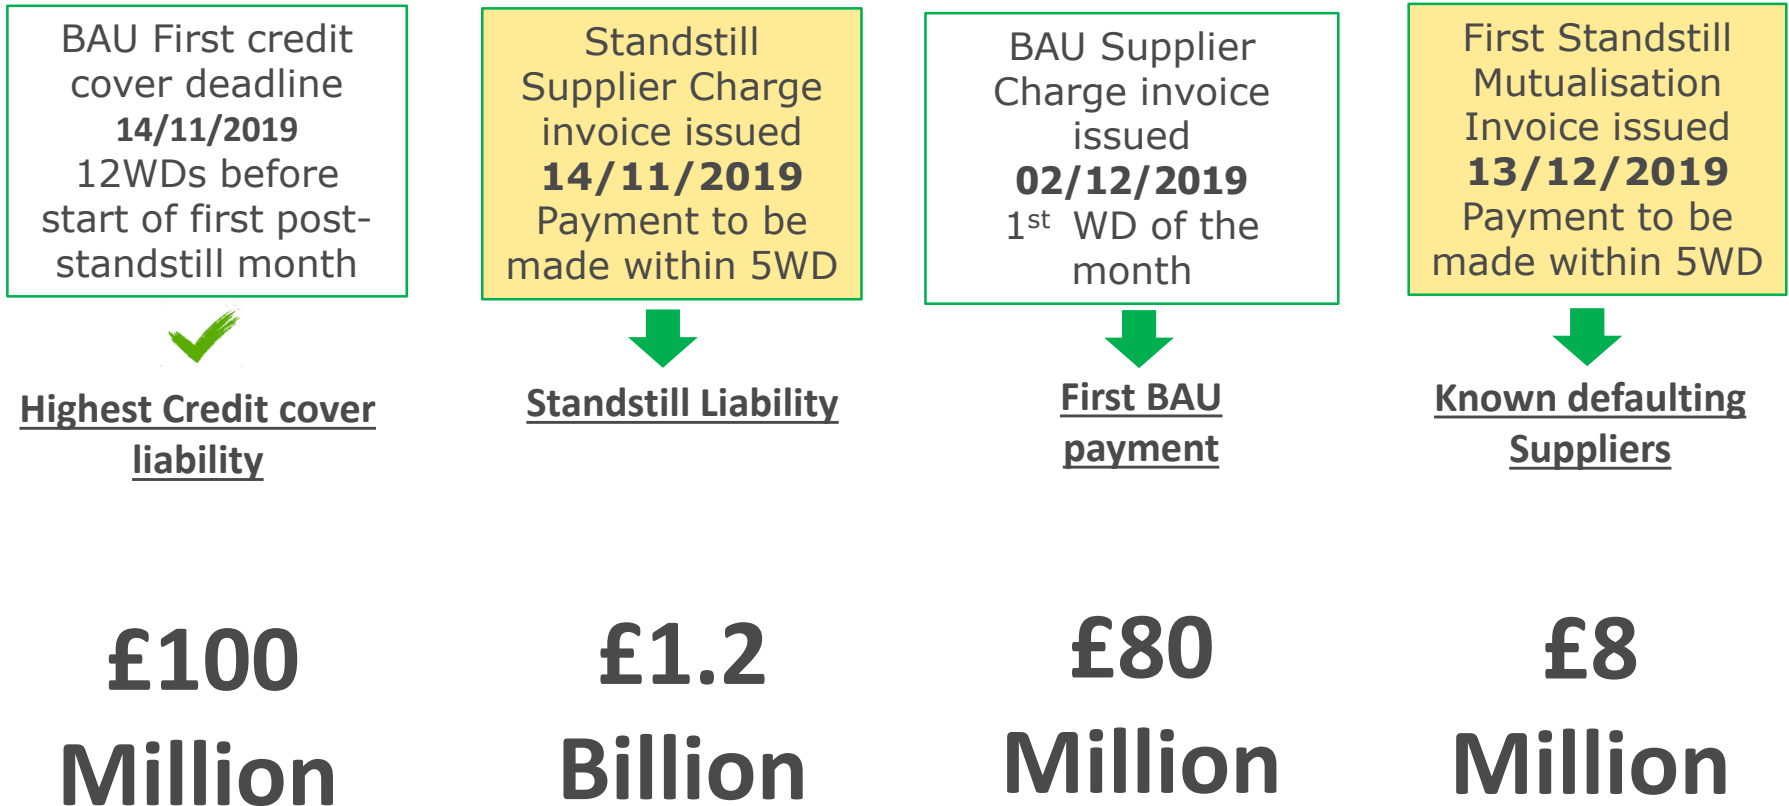 BAU First credit
cover deadline
14/11/2019
12WDs before
start of first post-
standstill month
Standstill
Supplier Charge
invoice issued
14/11/2019
Payment to be
made within 5WD
BAU Supplier
Charge invoice
issued
02/12/2019
1st WD of the
month
First Standstill
Mutualisation
Invoice issued
13/12/2019
Payment to be
made within 5WD
Highest Credit cover
liability
Standstill Liability
First BAU
payment
Known defaulting
Suppliers
£100
Million
£1.2
Billion
£80
Million
£8
Million